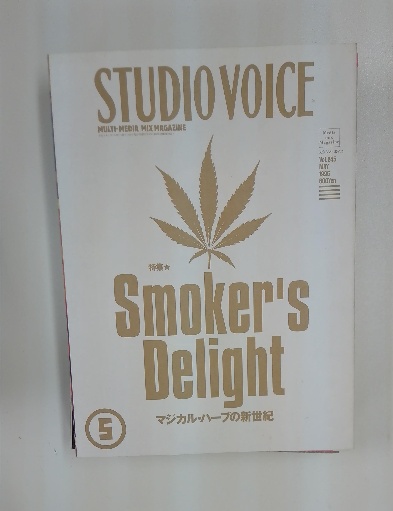 STUDIO VOICE
MULTI-MEDIA MIX MAGAZINE
MAY
特集★
Smoker's
Delight
マジカル・ハーブの新世紀
5